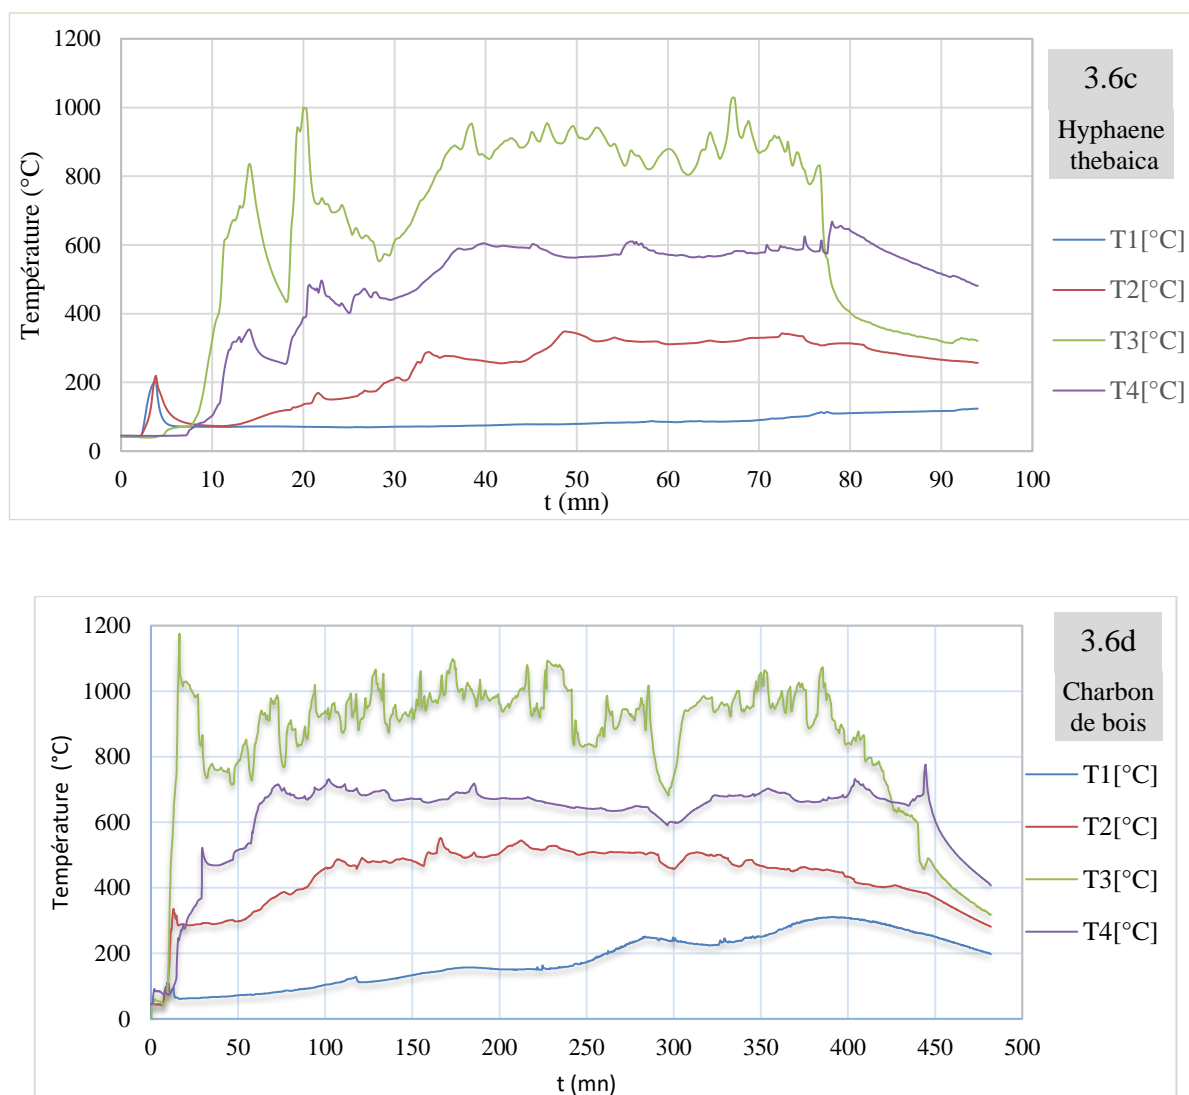 1200
1000
800
600
400
200
0
Température (°C)
0 10 20 30 40 50 60 70 80 90 100
t (mn)
3.6c
Hyphaene
thebaica
T1[°C]
T2[°C]
T3[°C]
T4[°C]
1200
1000
800
600
400
200
0
Température (°C)
0 50 100 150 200 250 300 350 400 450 500
t (mn)
3.6d
Charbon
de bois
T1[°C]
T2[°C]
T3[°C]
T4[°C]